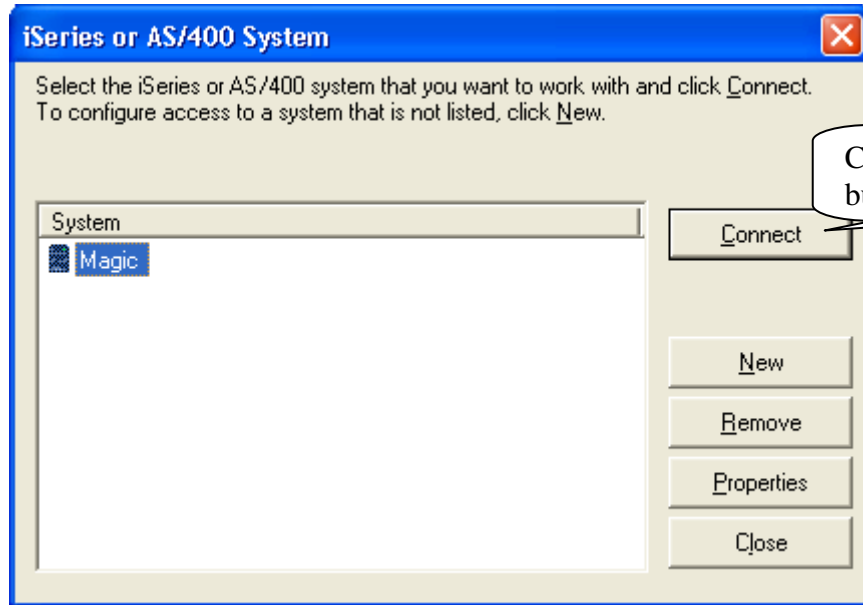 iSeries or AS/400 System
Select the iSeries or AS/400 system that you want to work with and click Connect.
To configure access to a system that is not listed, click New.
System
Magic
Connect
New
Remove
Properties
Close